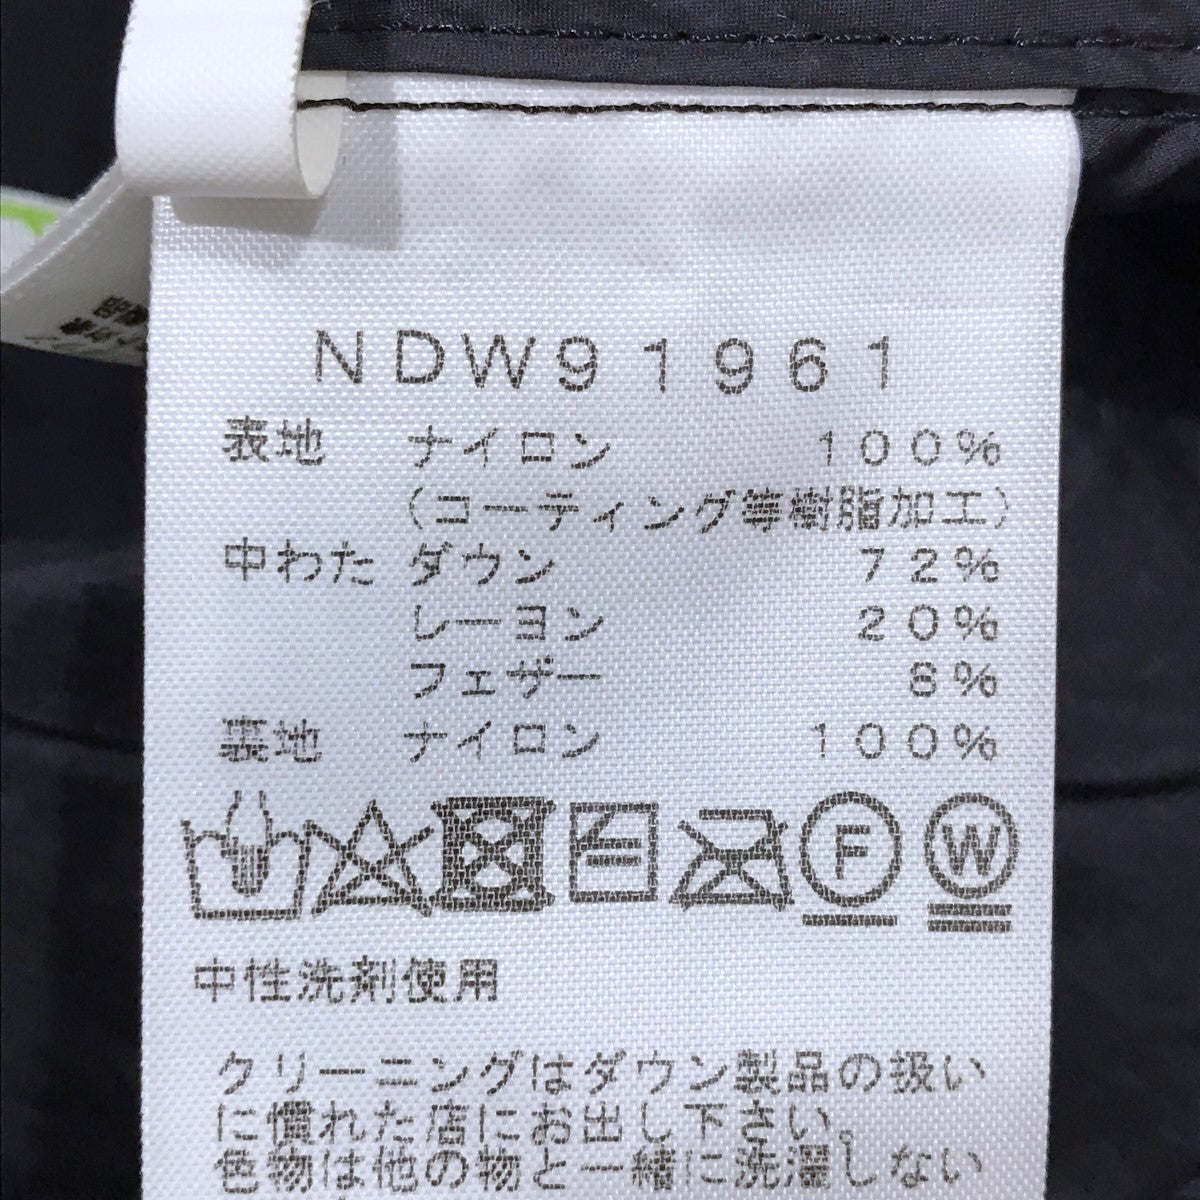 NDW91961
表地 ナイロン 100%
(コーティング等樹脂加工)
中わた ダウン 72%
レーヨン 20%
フェザー 8%
裏地 ナイロン 100%
F W
中性洗剤使用
クリーニングはダウン製品の扱い
に慣れた店にお出し下さい。
色物は他の物と一緒に洗濯しない